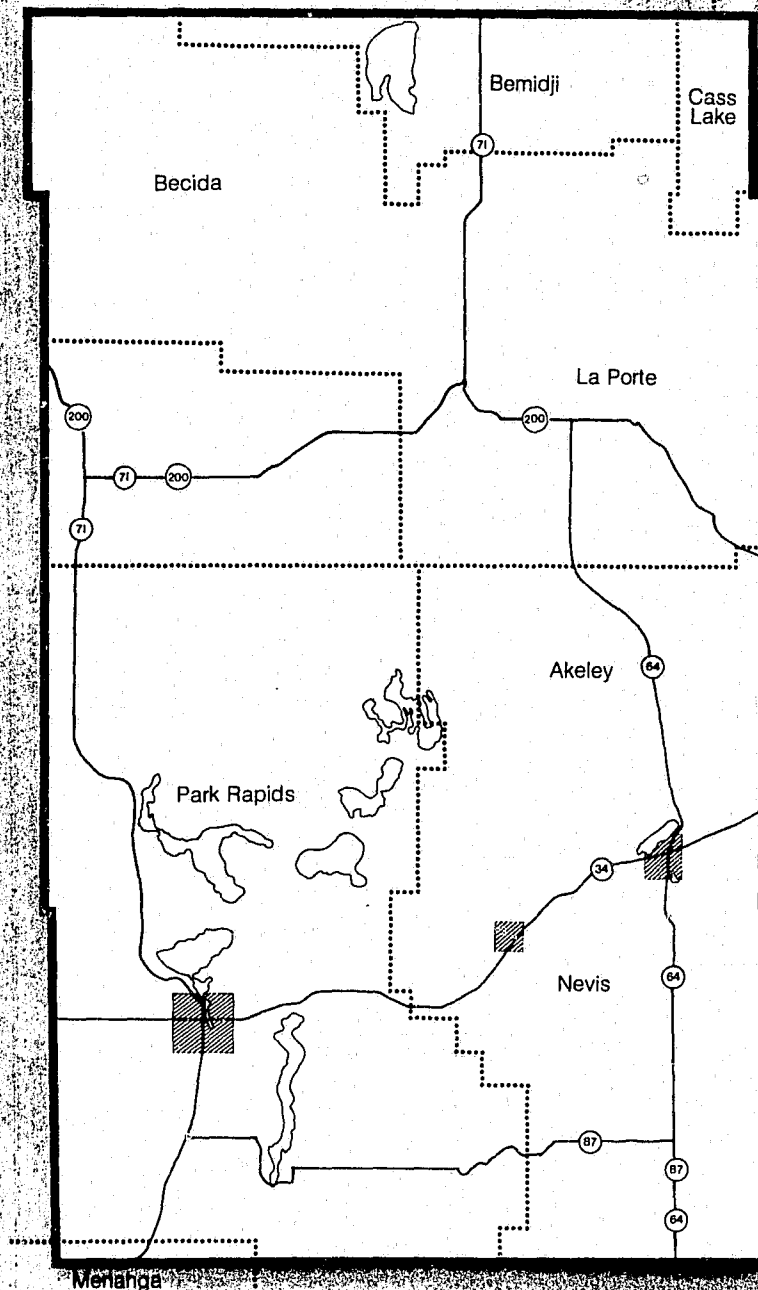 Bemidji
Cass
Lake
71
Becida
La Porte
200
200
71
200
71
Akeley
64
Park Rapids
34
Nevis
64
87
87
64
Menahga